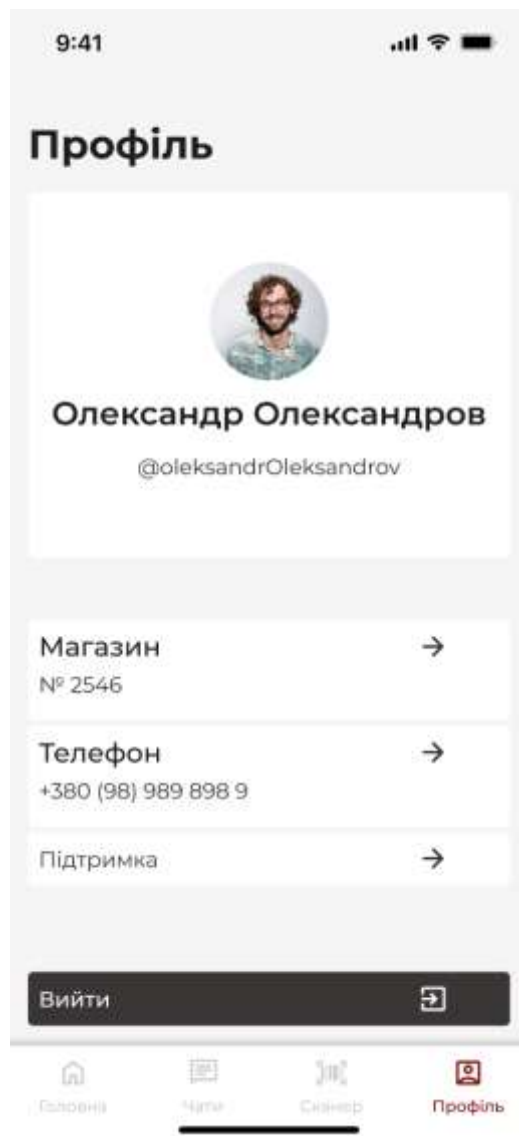 9:41
Профіль
Олександр Олександров
@oleksandrOleksandrov
Магазин
№ 2546
Телефон
+380 (98) 989 898 9
Підтримка
Вийти
Головна
Чати
Сканер
Профіль